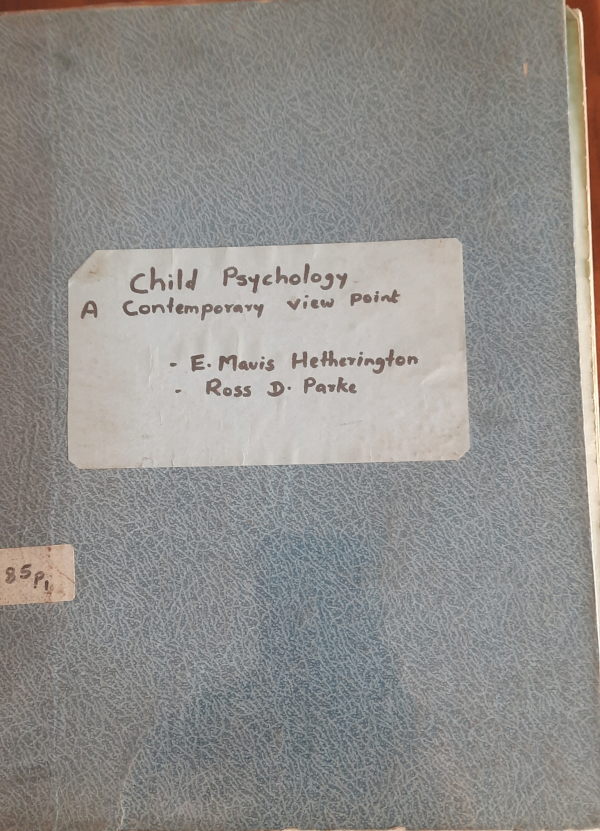 Child Psychology
A Contemporary view point
- E. Mavis Hetherington
- Ross D. Parke
85P1